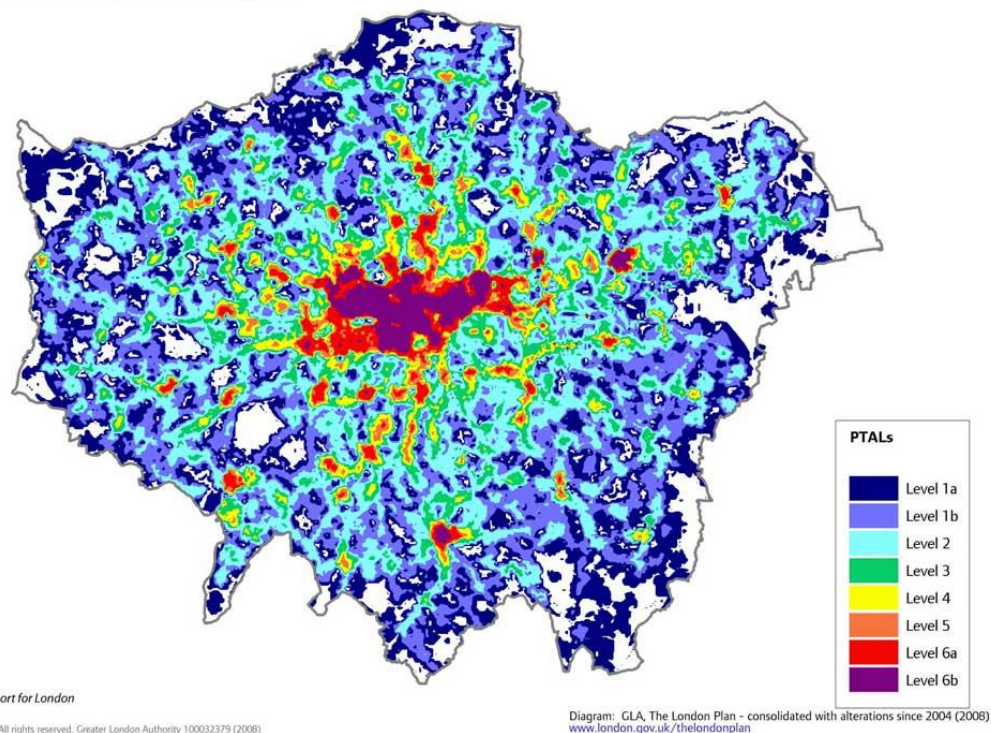 PTALs
Level 1a
Level 1b
Level 2
Level 3
Level 4
Level 5
Level 6a
Level 6b
ort for London
All rights reserved. Greater London Authority 100032379 (2008)
Diagram: GLA, The London Plan - consolidated with alterations since 2004 (2008)
www.london.gov.uk/thelondonplan